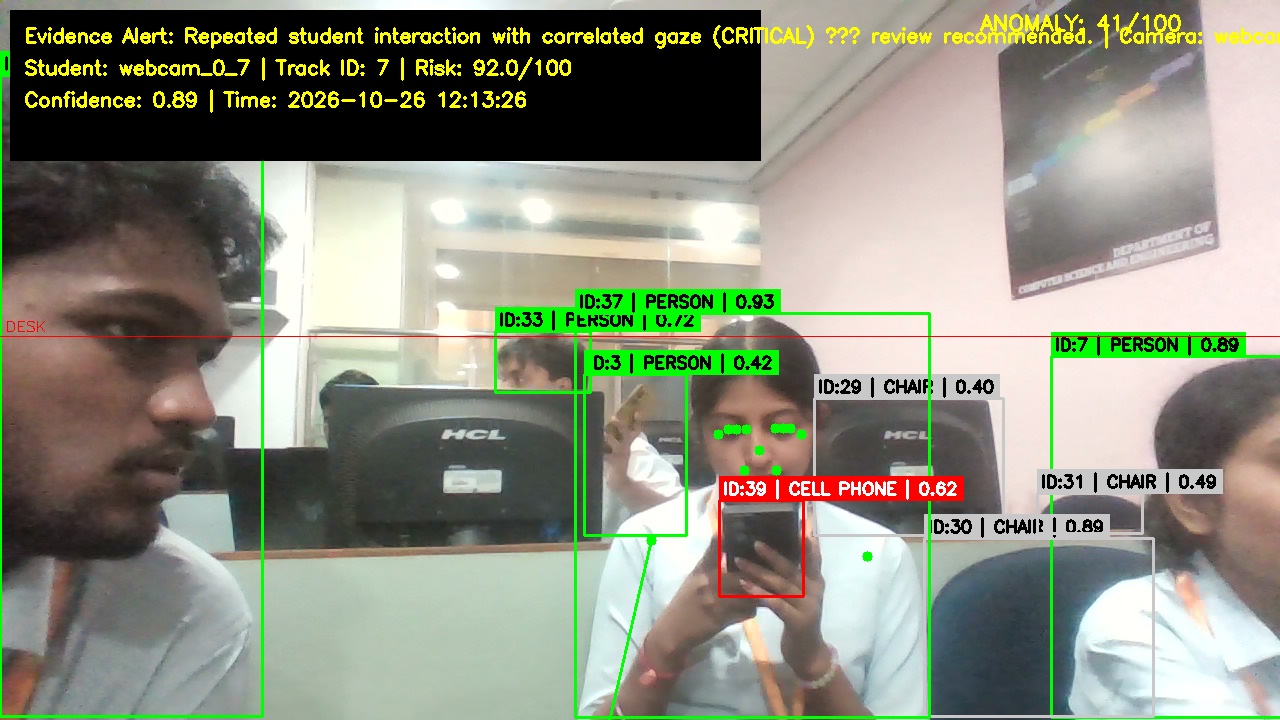 ANOMALY: 41/100
Evidence Alert: Repeated student interaction with correlated gaze (CRITICAL) ??? review recommended. | Camera: webcam
Student: webcam_0_7 | Track ID: 7 | Risk: 92.0/100
Confidence: 0.89 | Time: 2026-10-26 12:13:26
DEPARTMENT OF
COMPUTER SCIENCE AND ENGINEERING
DESK
ID:37 | PERSON | 0.93
ID:33 | PERSON | 0.72
ID:7 | PERSON | 0.89
ID:3 | PERSON | 0.42
ID:29 | CHAIR | 0.40
HCL
HCL
ID:31 | CHAIR | 0.49
ID:39 | CELL PHONE | 0.62
ID:30 | CHAIR | 0.89